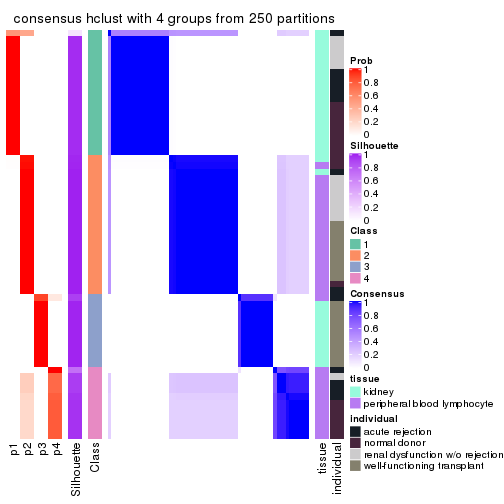 consensus hclust with 4 groups from 250 partitions
Prob
1
0.8
0.6
0.4
0.2
0
Silhouette
1
0.8
0.6
0.4
0.2
0
Class
1
2
3
4
Consensus
1
0.8
0.6
0.4
0.2
0
tissue
kidney
peripheral blood lymphocyte
individual
acute rejection
normal donor
renal dysfunction w/o rejection
well-functioning transplant
p1
p2
p3
p4
Silhouette
Class
tissue
individual